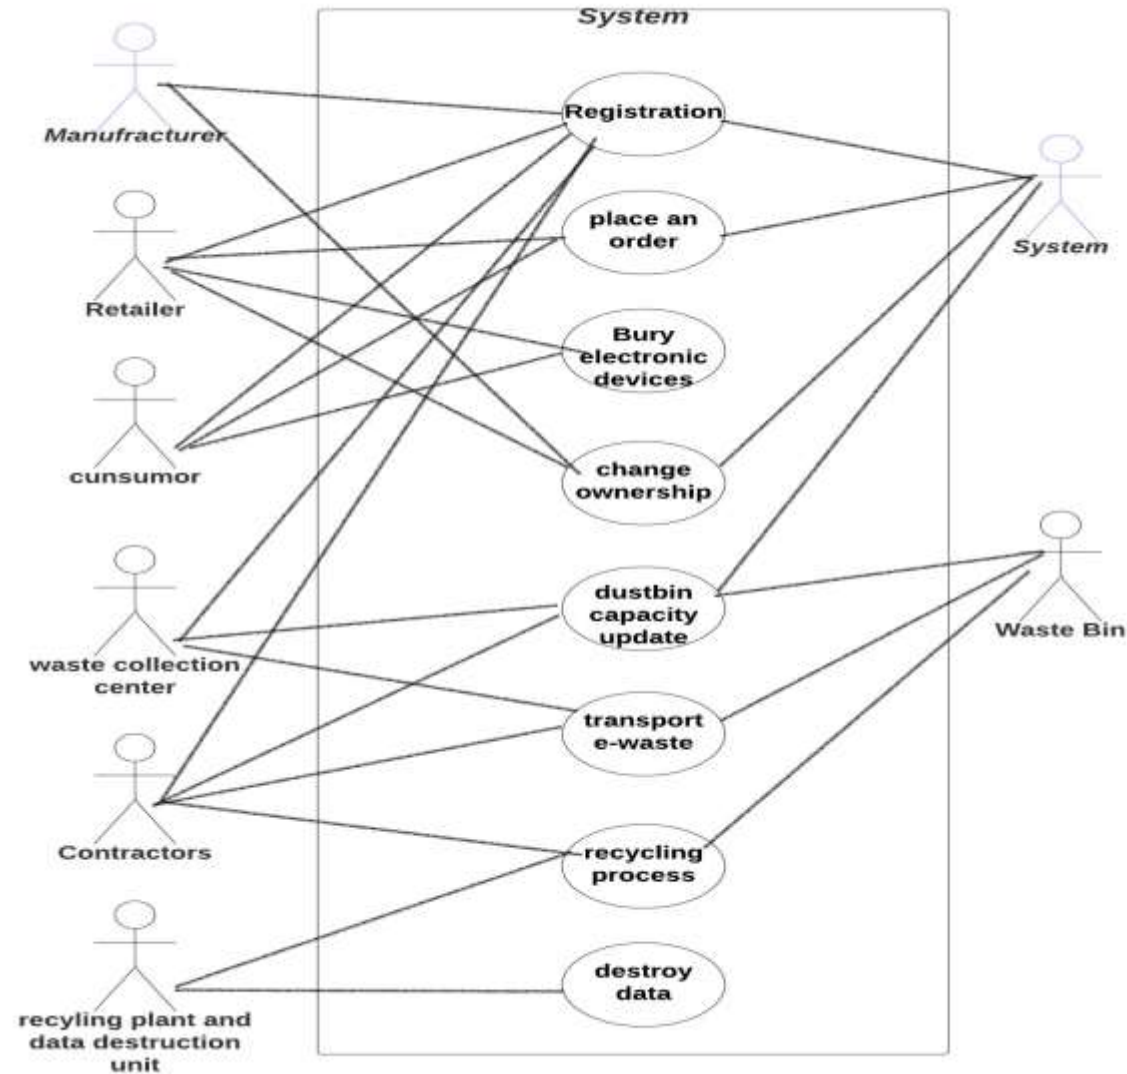 System
Manufracturer
Registration
place an
order
System
Retailer
Bury
electronic
devices
cunsumor
change
ownership
dustbin
capacity
update
Waste Bin
waste collection
center
transport
e-waste
Contractors
recycling
process
destroy
data
recyling plant and
data destruction
unit